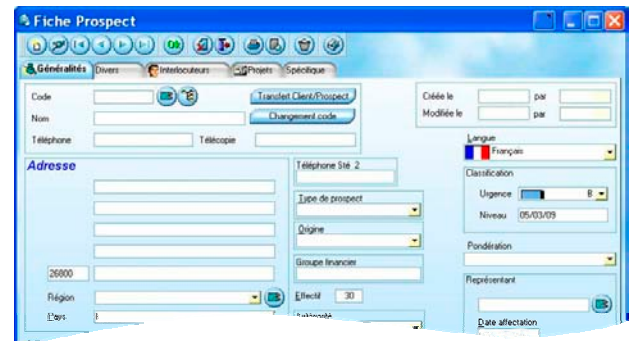 Fiche Prospect
Ok
Généralités Divers Interlocuteurs Projets Spécifique
Code Transfert Client/Prospect Créée le par
Nom Changement code Modifiée le par
Téléphone Télécopie Langue
Français
Adresse Téléphone Sté 2
Classification
Urgence B
Type de prospect
Niveau 05/03/09
Origine
Pondération
Groupe financier
26800 Représentant
Région Effectif 30
Pays
Date affectation